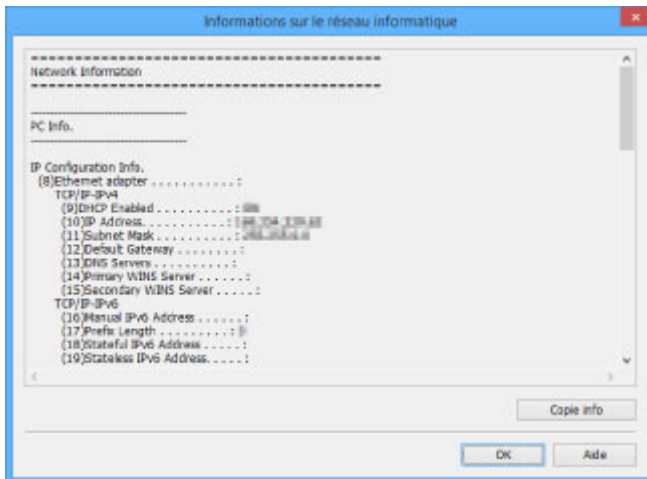 Informations sur le réseau informatique
========================================
Network Information
========================================
------------------------------
PC Info.
------------------------------
IP Configuration Info.
(8)Ethernet adapter . . . . . . . . . . . :
TCP/IP-IPv4
(9)DHCP Enabled . . . . . . . . . . :
(10)IP Address. . . . . . . . . . . . :
(11)Subnet Mask . . . . . . . . . . :
(12)Default Gateway . . . . . . . . :
(13)DNS Servers . . . . . . . . . . . :
(14)Primary WINS Server . . . . . . :
(15)Secondary WINS Server . . . . . :
TCP/IP-IPv6
(16)Manual IPv6 Address . . . . . . :
(17)Prefix Length . . . . . . . . . :
(18)Stateful IPv6 Address . . . . . :
(19)Stateless IPv6 Address. . . . . :
Copie info
OK
Aide